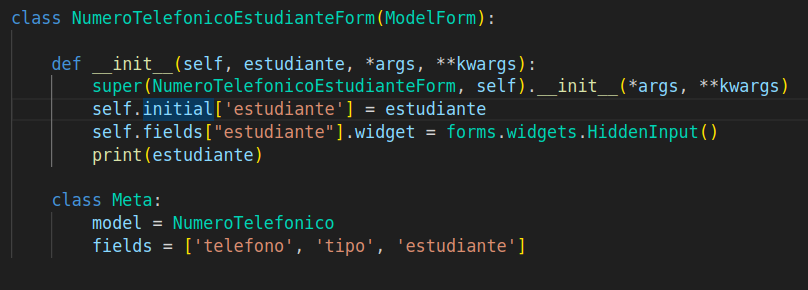 class NumeroTelefonicoEstudianteForm(ModelForm):
def __init__(self, estudiante, *args, **kwargs):
super(NumeroTelefonicoEstudianteForm, self).__init__(*args, **kwargs)
self.initial['estudiante'] = estudiante
self.fields["estudiante"].widget = forms.widgets.HiddenInput()
print(estudiante)
class Meta:
model = NumeroTelefonico
fields = ['telefono', 'tipo', 'estudiante']